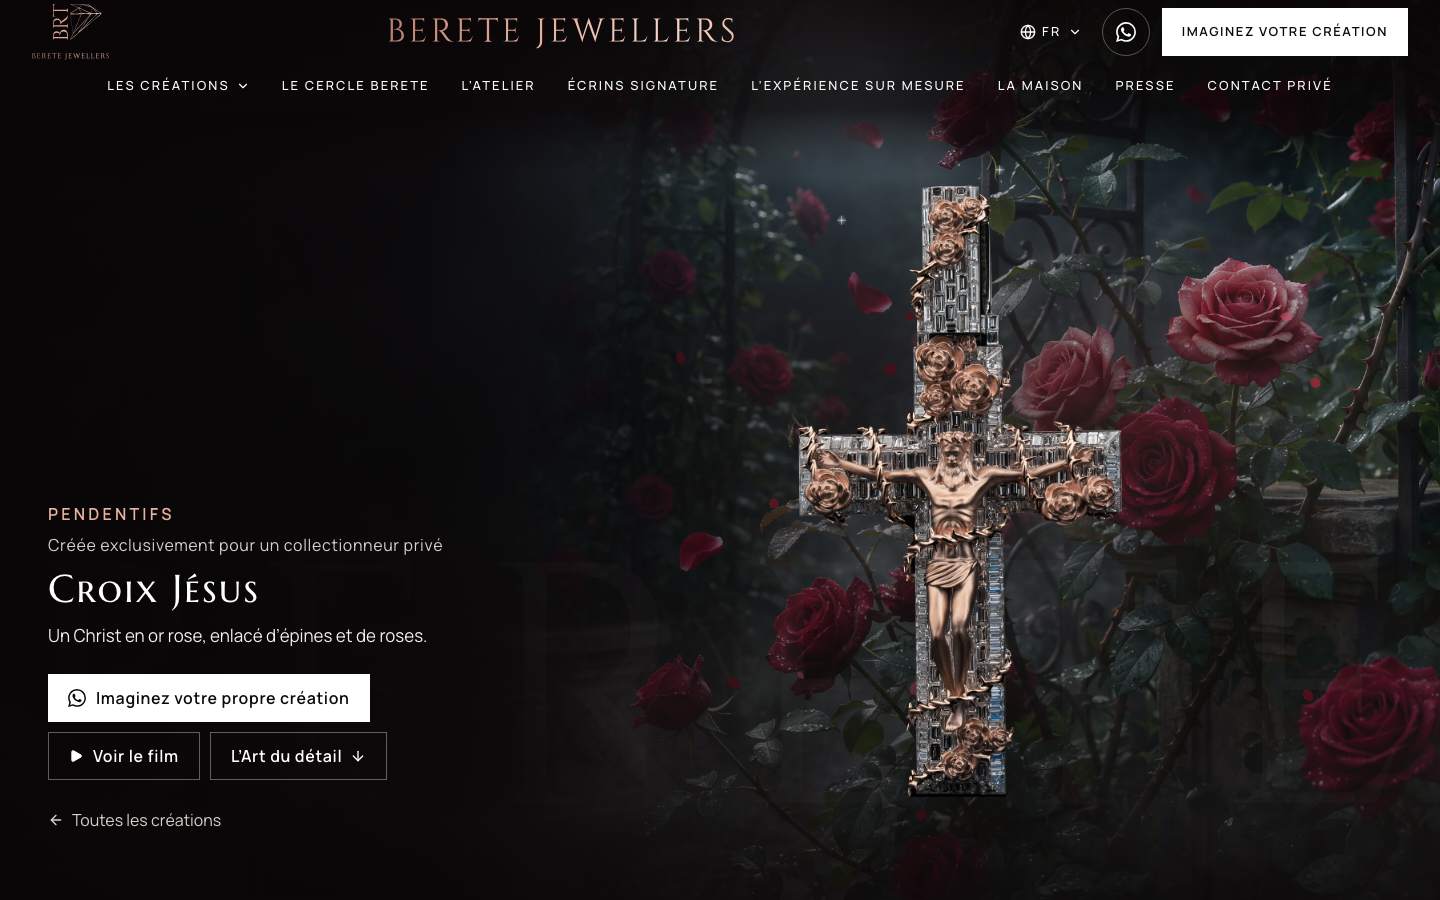 BRT
BERETE JEWELLERS
BERETE JEWELLERS
FR
IMAGINEZ VOTRE CRÉATION
LES CRÉATIONS
LE CERCLE BERETE
L'ATELIER
ÉCRINS SIGNATURE
L'EXPÉRIENCE SUR MESURE
LA MAISON
PRESSE
CONTACT PRIVÉ
PENDENTIFS
Créée exclusivement pour un collectionneur privé
Croix Jésus
Un Christ en or rose, enlacé d’épines et de roses.
Imaginez votre propre création
Voir le film
L’Art du détail ↓
← Toutes les créations